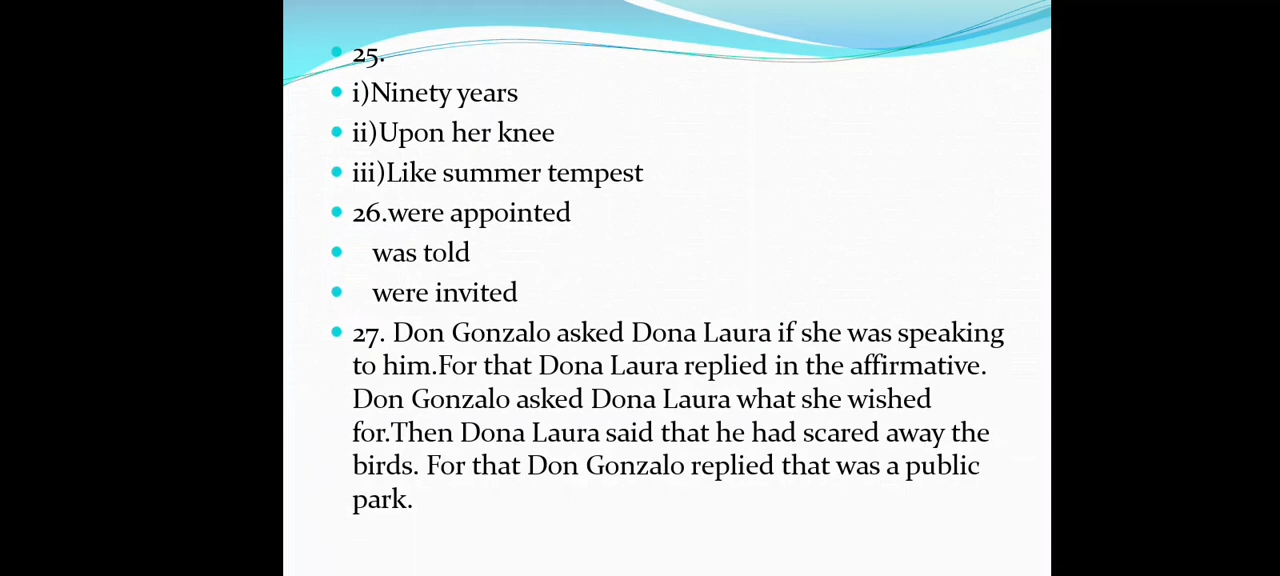 25.
i)Ninety years
ii)Upon her knee
iii)Like summer tempest
26.were appointed
was told
were invited
27. Don Gonzalo asked Dona Laura if she was speaking
to him.For that Dona Laura replied in the affirmative.
Don Gonzalo asked Dona Laura what she wished
for.Then Dona Laura said that he had scared away the
birds. For that Don Gonzalo replied that was a public
park.